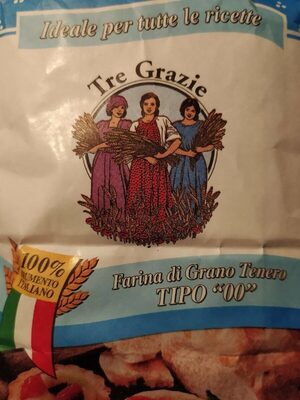 Ideale per tutte le ricette
Tre Grazie
100%
FRUMENTO
ITALIANO
Farina di Grano Tenero
TIPO "00"